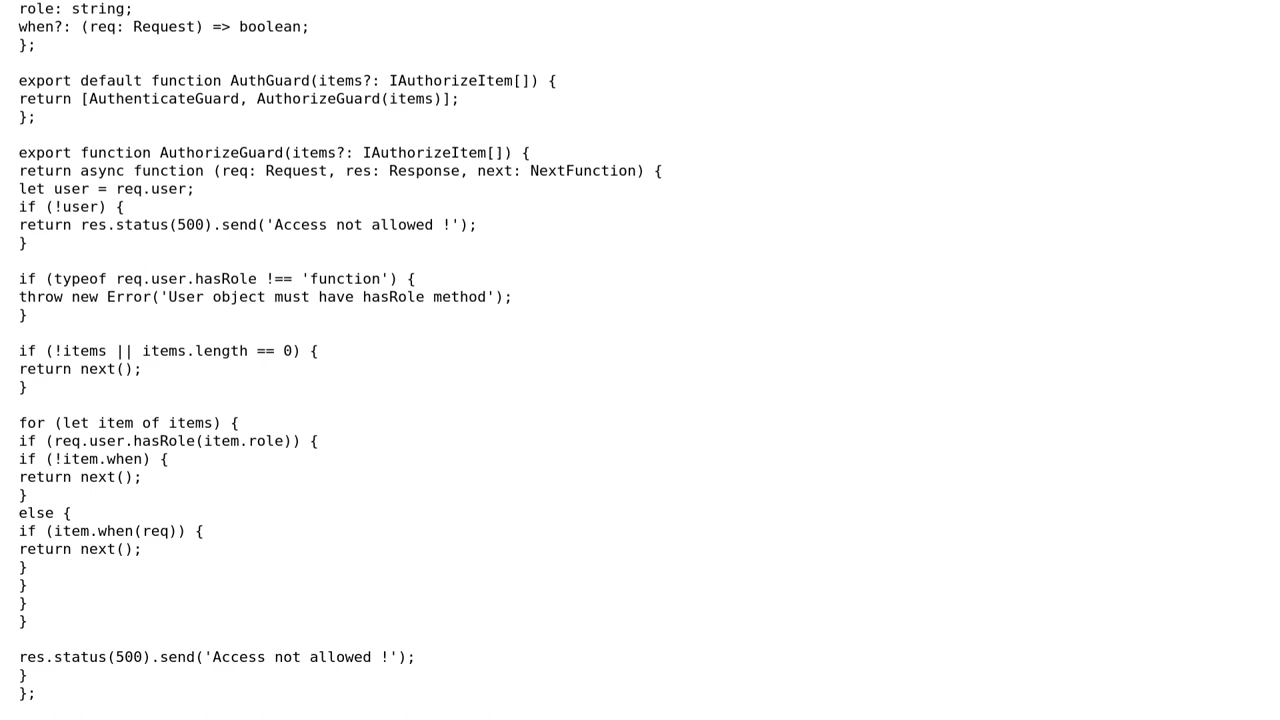 role: string;
when?: (req: Request) => boolean;
};

export default function AuthGuard(items?: IAuthorizeItem[]) {
return [AuthenticateGuard, AuthorizeGuard(items)];
};

export function AuthorizeGuard(items?: IAuthorizeItem[]) {
return async function (req: Request, res: Response, next: NextFunction) {
let user = req.user;
if (!user) {
return res.status(500).send('Access not allowed !');
}

if (typeof req.user.hasRole !== 'function') {
throw new Error('User object must have hasRole method');
}

if (!items || items.length == 0) {
return next();
}

for (let item of items) {
if (req.user.hasRole(item.role)) {
if (!item.when) {
return next();
}
else {
if (item.when(req)) {
return next();
}
}
}
}

res.status(500).send('Access not allowed !');
}
};